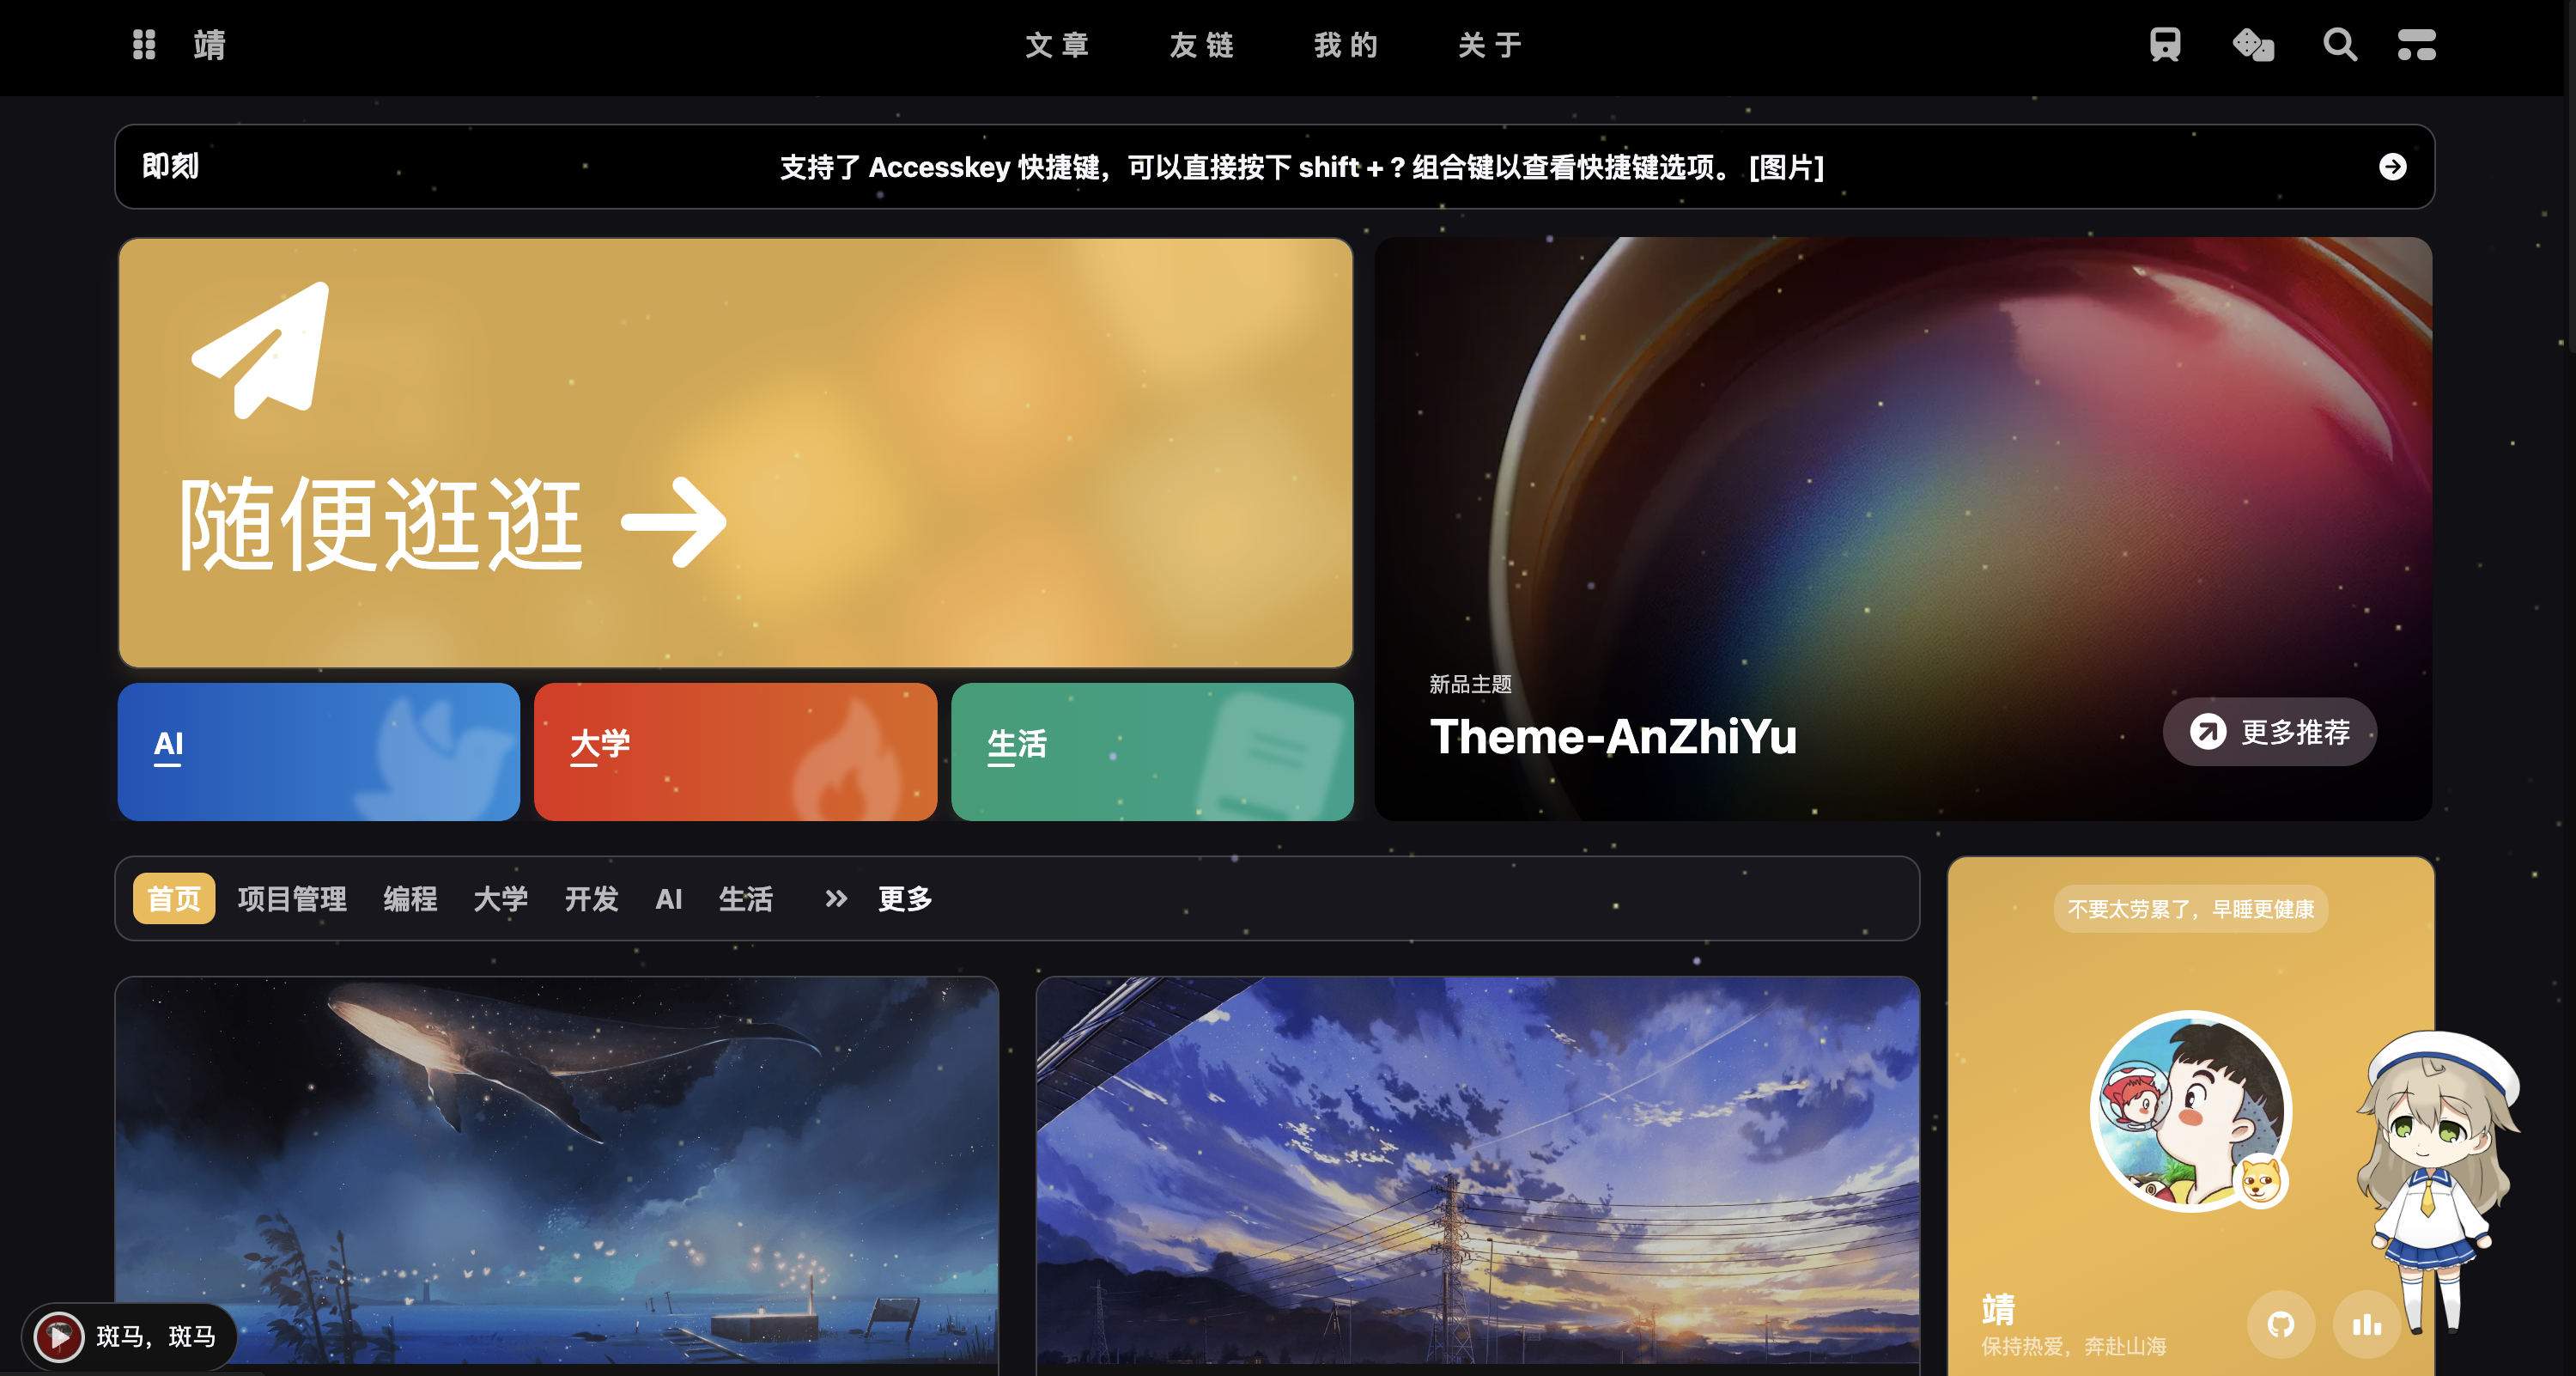 靖
文章 友链 我的 关于
即刻
支持了 Accesskey 快捷键，可以直接按下 shift + ? 组合键以查看快捷键选项。 [图片]
随便逛逛
AI
大学
生活
新品主题
Theme-AnZhiYu
更多推荐
首页 项目管理 编程 大学 开发 AI 生活 更多
不要太劳累了，早睡更健康
靖
保持热爱，奔赴山海
斑马，斑马